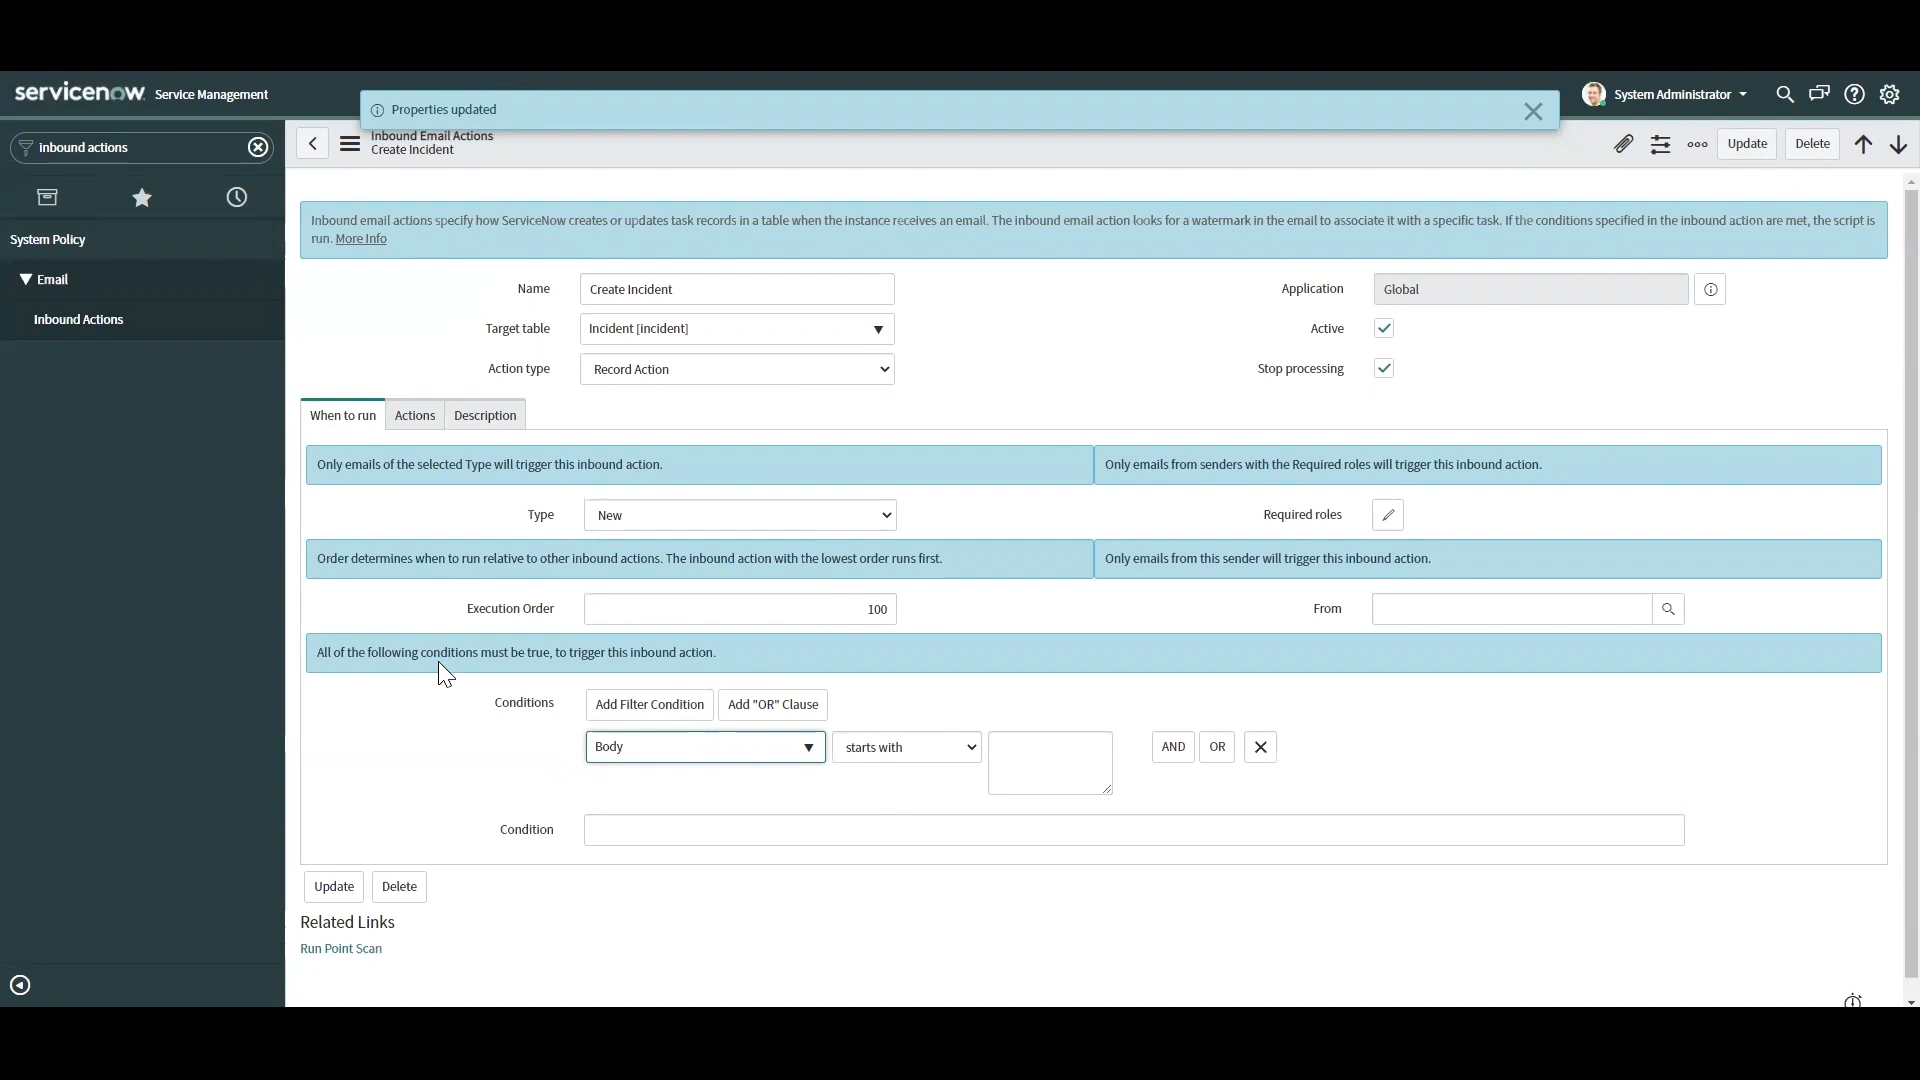 servicenow Service Management
Properties updated
System Administrator
inbound actions
Inbound Email Actions
Create Incident
Update
Delete
System Policy
Email
Inbound Actions
Inbound email actions specify how ServiceNow creates or updates task records in a table when the instance receives an email. The inbound email action looks for a watermark in the email to associate it with a specific task. If the conditions specified in the inbound action are met, the script is
run. More Info
Name
Create Incident
Application
Global
Target table
Incident [incident]
Active
Action type
Record Action
Stop processing
When to run
Actions
Description
Only emails of the selected Type will trigger this inbound action.
Only emails from senders with the Required roles will trigger this inbound action.
Type
New
Required roles
Order determines when to run relative to other inbound actions. The inbound action with the lowest order runs first.
Only emails from this sender will trigger this inbound action.
Execution Order
100
From
All of the following conditions must be true, to trigger this inbound action.
Conditions
Add Filter Condition
Add "OR" Clause
Body
starts with
AND
OR
Condition
Update
Delete
Related Links
Run Point Scan